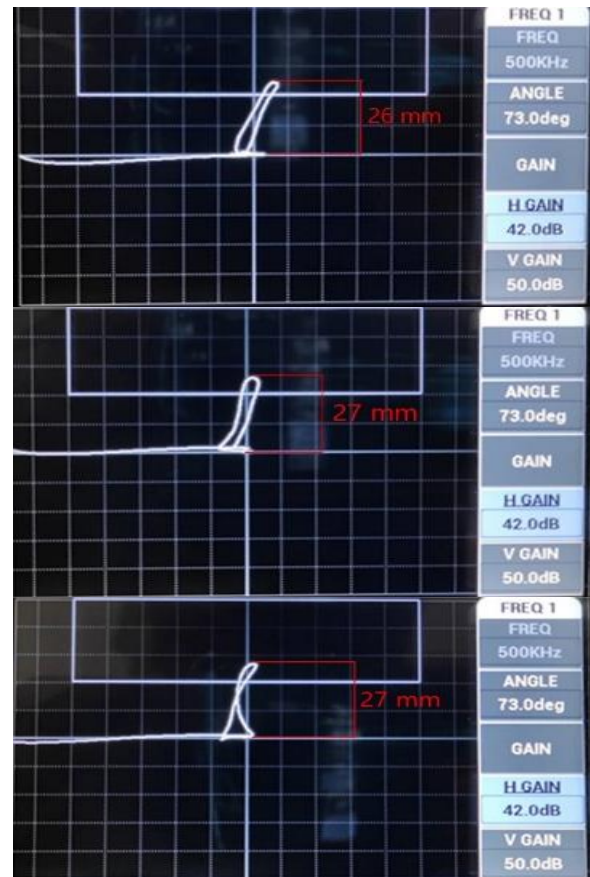 FREQ 1
FREQ
500KHz
ANGLE
73.0deg
GAIN
H GAIN
42.0dB
V GAIN
50.0dB
26 mm
FREQ 1
FREQ
500KHz
ANGLE
73.0deg
GAIN
H GAIN
42.0dB
V GAIN
50.0dB
27 mm
FREQ 1
FREQ
500KHz
ANGLE
73.0deg
GAIN
H GAIN
42.0dB
V GAIN
50.0dB
27 mm